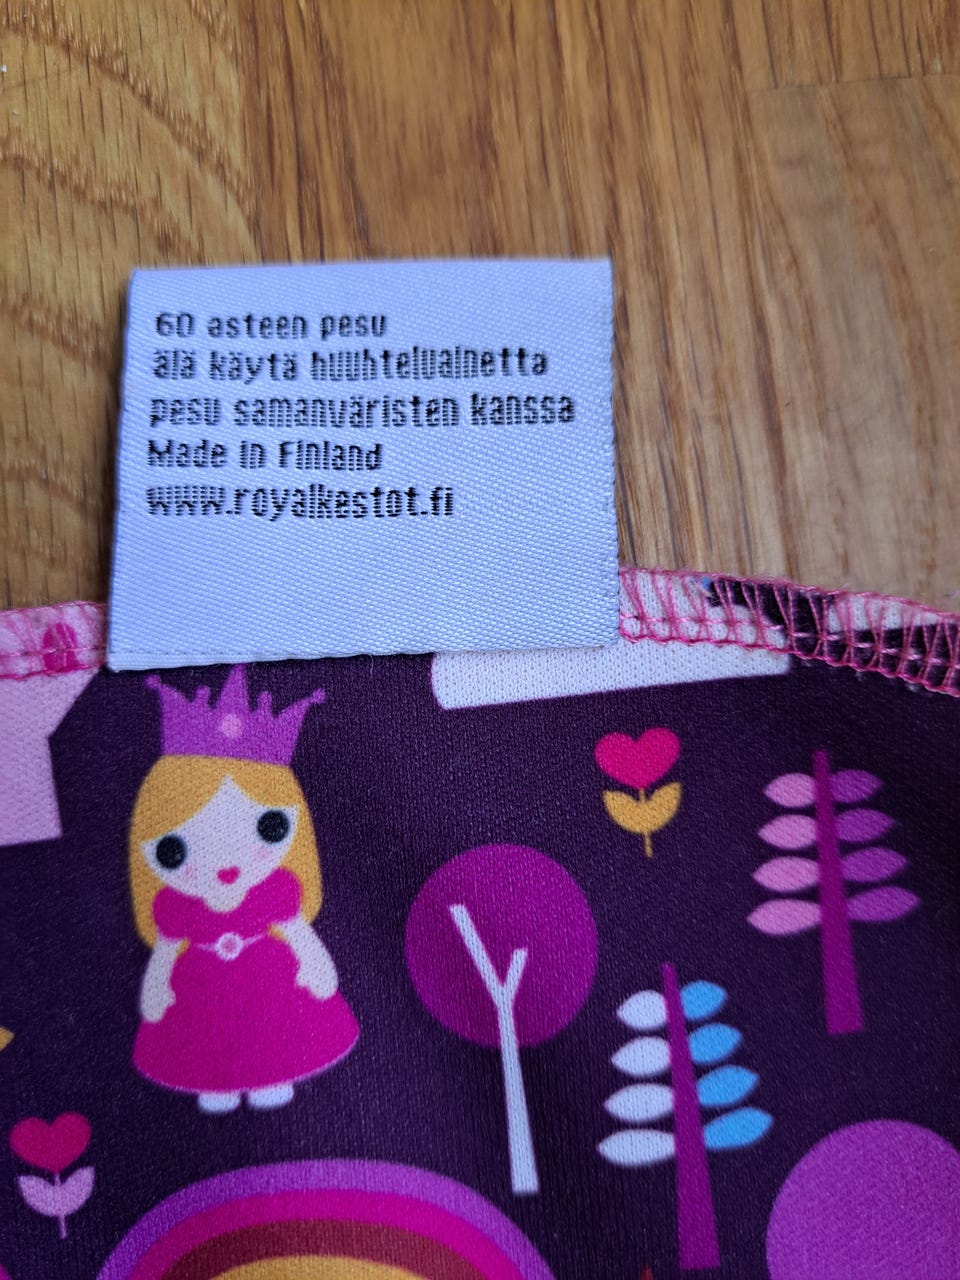 60 asteen pesu
älä käytä huuhteluainetta
pesu samanväristen kanssa
Made in Finland
www.royalkestot.fi